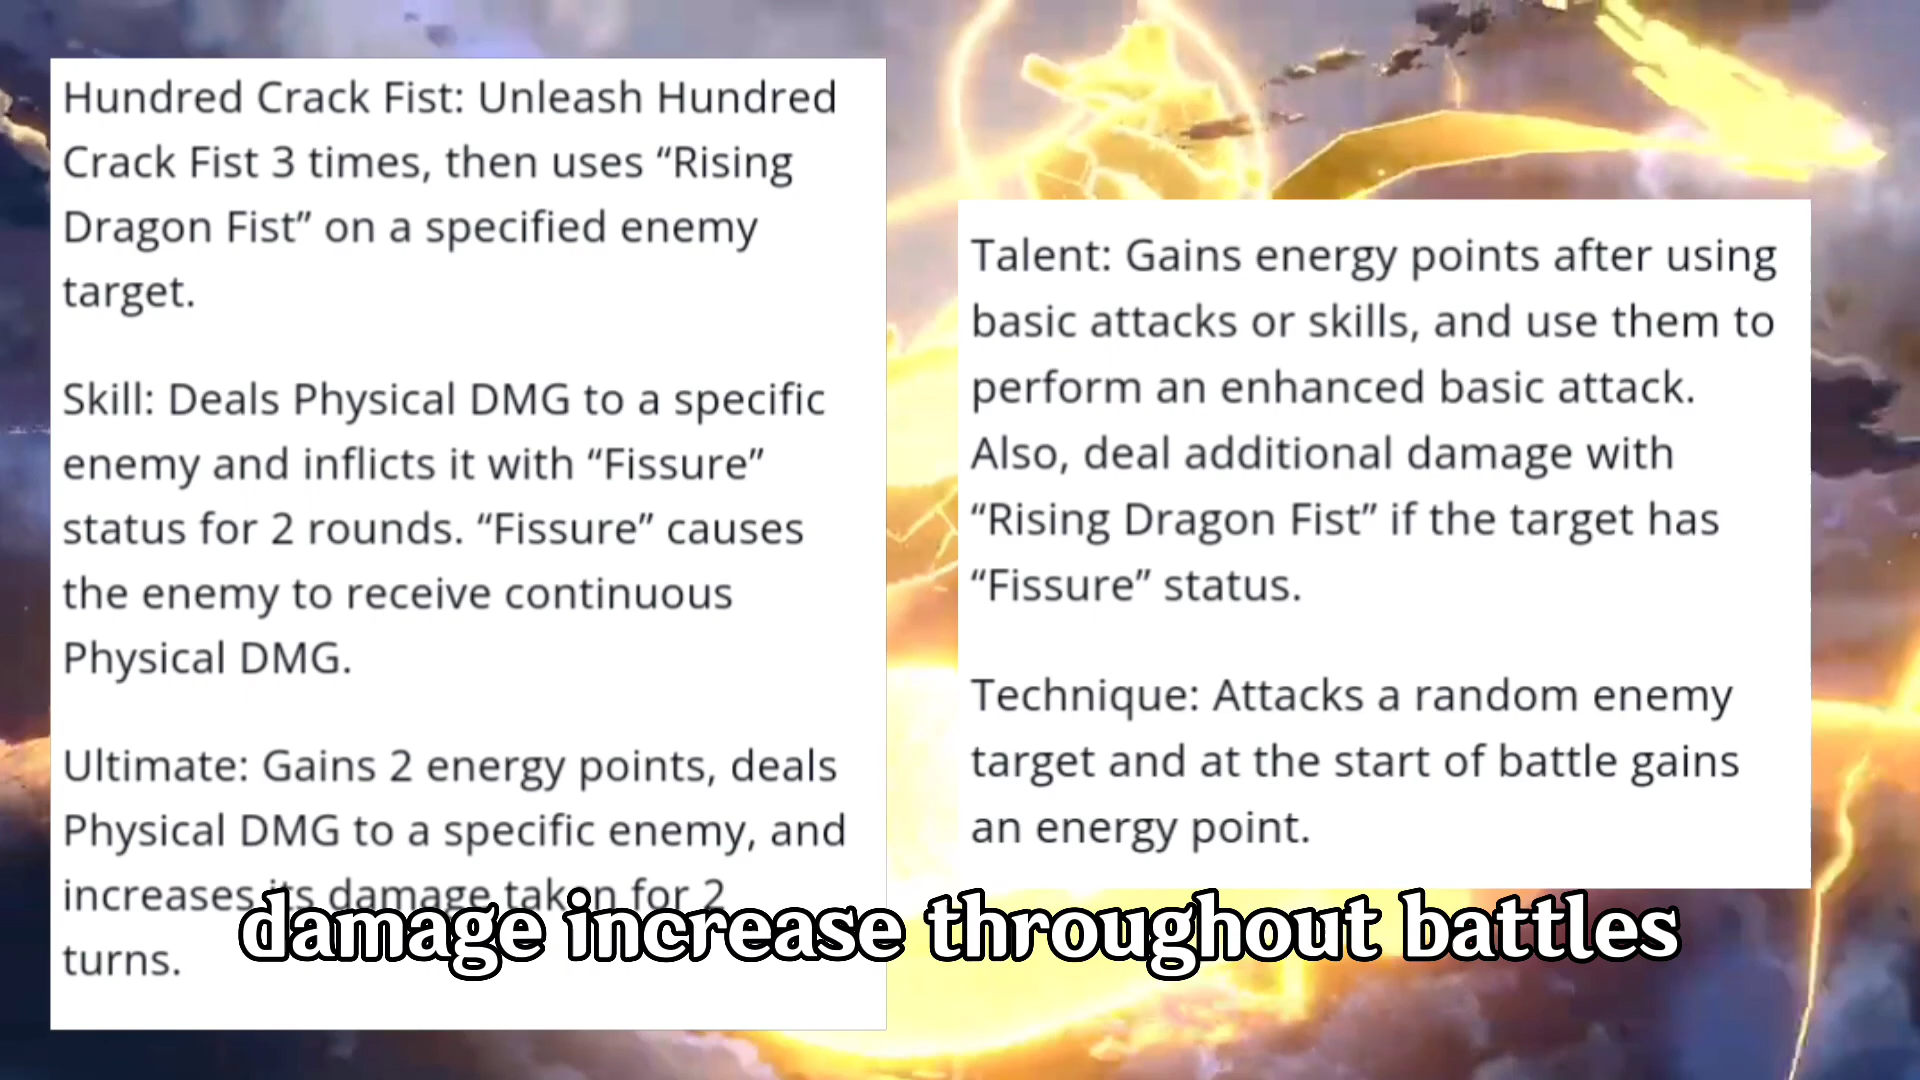 Hundred Crack Fist: Unleash Hundred
Crack Fist 3 times, then uses “Rising
Dragon Fist” on a specified enemy
target.
Skill: Deals Physical DMG to a specific
enemy and inflicts it with “Fissure”
status for 2 rounds. “Fissure” causes
the enemy to receive continuous
Physical DMG.
Ultimate: Gains 2 energy points, deals
Physical DMG to a specific enemy, and
increases its damage taken for 2
turns.
Talent: Gains energy points after using
basic attacks or skills, and use them to
perform an enhanced basic attack.
Also, deal additional damage with
“Rising Dragon Fist” if the target has
“Fissure” status.
Technique: Attacks a random enemy
target and at the start of battle gains
an energy point.
damage increase throughout battles